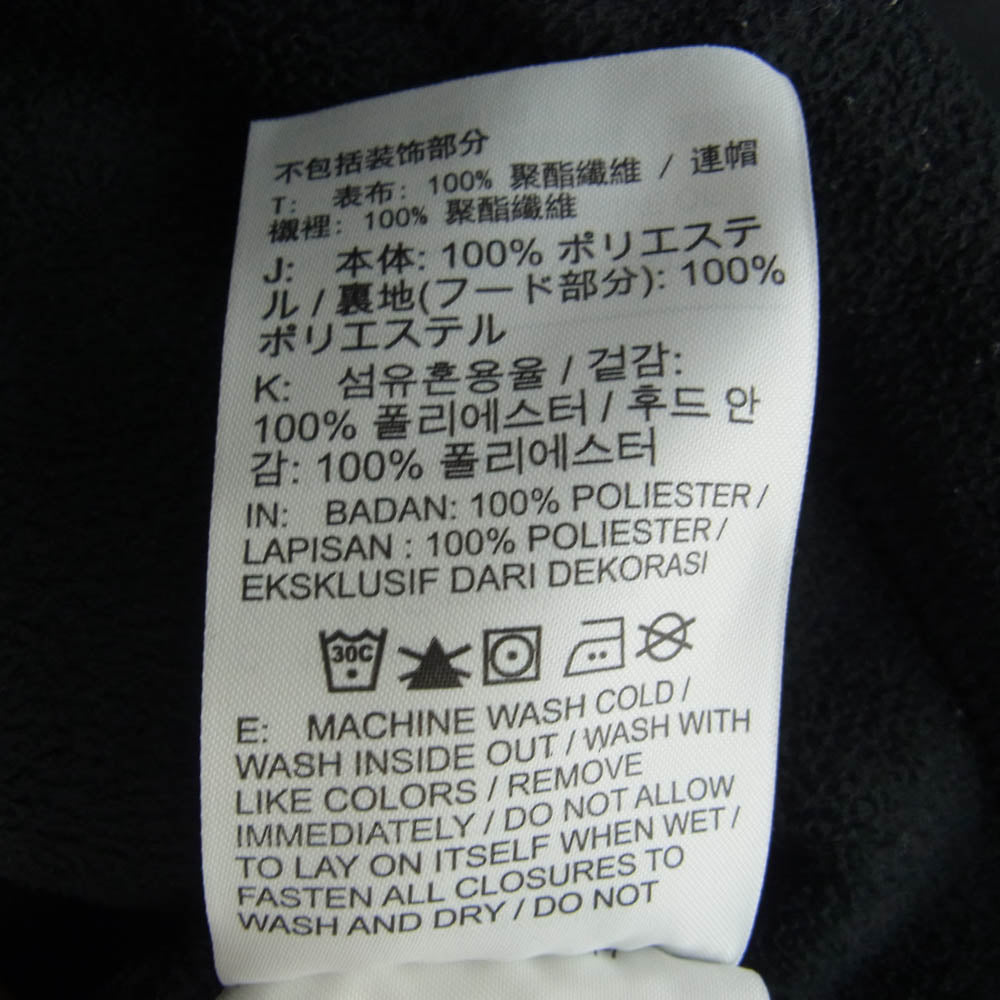 不包括装饰部分
T: 表布: 100% 聚酯纖維 / 連帽
襯裡: 100% 聚酯纖維
J: 本体: 100% ポリエステ
ル / 裏地(フード部分): 100%
ポリエステル
K: 섬유혼용율 / 겉감:
100% 폴리에스터 / 후드 안
감: 100% 폴리에스터
IN: BADAN: 100% POLIESTER /
LAPISAN : 100% POLIESTER /
EKSKLUSIF DARI DEKORASI
30C
E: MACHINE WASH COLD /
WASH INSIDE OUT / WASH WITH
LIKE COLORS / REMOVE
IMMEDIATELY / DO NOT ALLOW
TO LAY ON ITSELF WHEN WET /
FASTEN ALL CLOSURES TO
WASH AND DRY / DO NOT